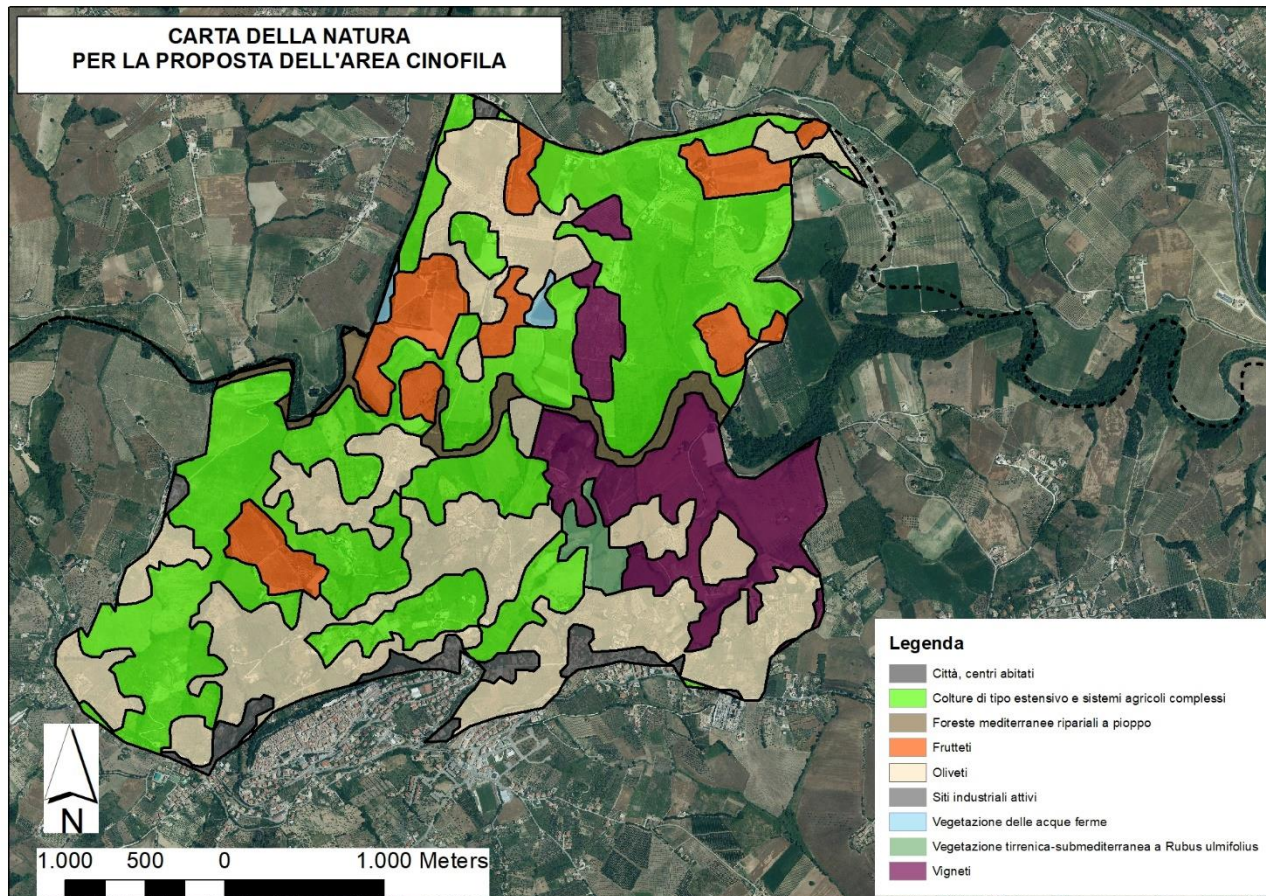 CARTA DELLA NATURA
PER LA PROPOSTA DELL'AREA CINOFILA
Legenda
Città, centri abitati
Colture di tipo estensivo e sistemi agricoli complessi
Foreste mediterranee ripariali a pioppo
Frutteti
Oliveti
Siti industriali attivi
Vegetazione delle acque ferme
Vegetazione tirrenica-submediterranea a Rubus ulmifolius
Vigneti
N
1.000 500 0 1.000 Meters